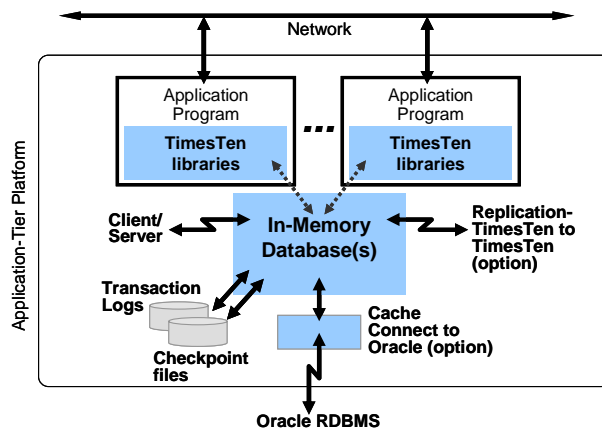 Network
Application
Program
TimesTen
libraries
Application
Program
TimesTen
libraries
Application-Tier Platform
Client/
Server
In-Memory
Database(s)
Replication-
TimesTen to
TimesTen
(option)
Transaction
Logs
Checkpoint
files
Cache
Connect to
Oracle (option)
Oracle RDBMS